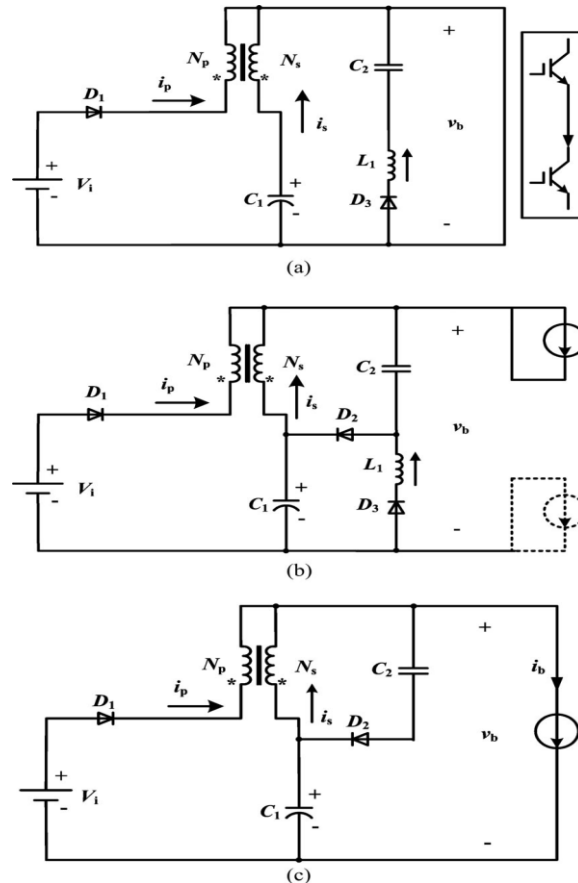 Np Ns C2 +
D1 ip * * is vb
L1
+ Vi - C1 + - D3 -
(a)
Np Ns C2 +
D1 ip * * is D2 vb
L1
+ Vi - C1 + - D3 -
(b)
Np Ns C2 + ib
D1 ip * * is D2 vb
+ Vi - C1 + - -
(c)